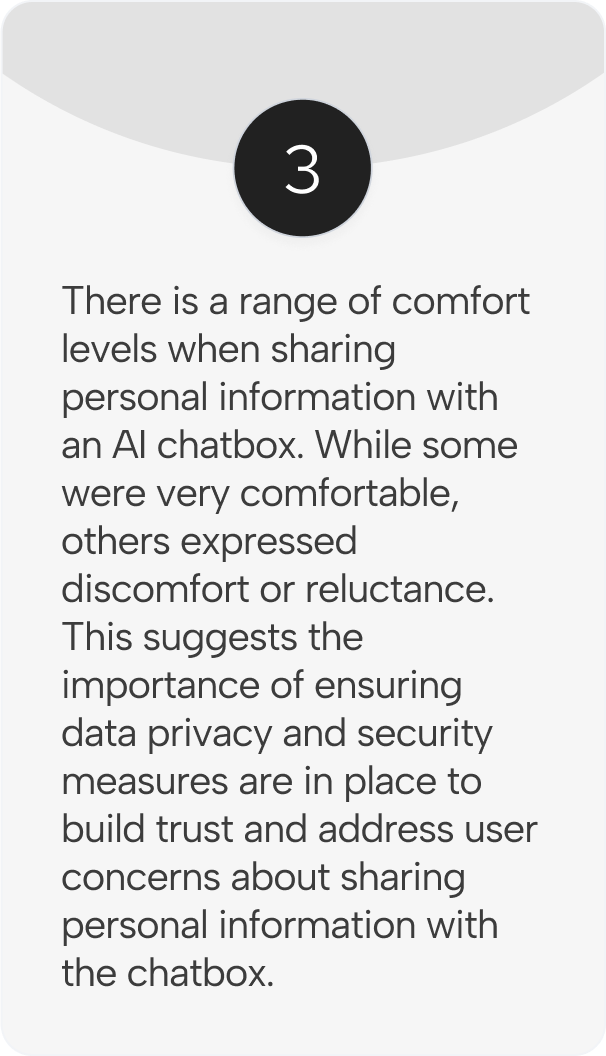 3
There is a range of comfort
levels when sharing
personal information with
an AI chatbox. While some
were very comfortable,
others expressed
discomfort or reluctance.
This suggests the
importance of ensuring
data privacy and security
measures are in place to
build trust and address user
concerns about sharing
personal information with
the chatbox.